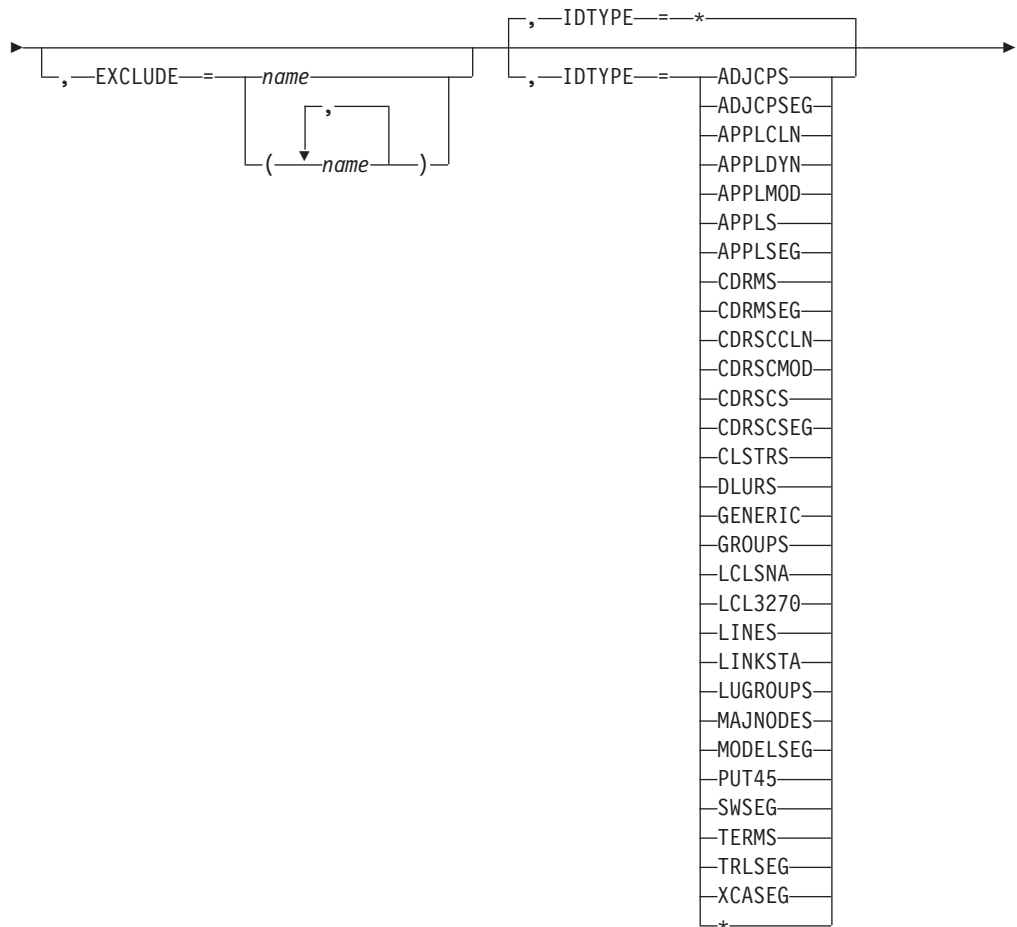 , IDTYPE = *
, EXCLUDE = name
( name , )
, IDTYPE = ADJCPS
ADJCPSEG
APPLCLN
APPLDYN
APPLMOD
APPLS
APPLSEG
CDRMS
CDRMSEG
CDRSCCLN
CDRSCMOD
CDRSCS
CDRSCSEG
CLSTRS
DLURS
GENERIC
GROUPS
LCLSNA
LCL3270
LINES
LINKSTA
LUGROUPS
MAJNODES
MODELSEG
PUT45
SWSEG
TERMS
TRLSEG
XCASEG
*